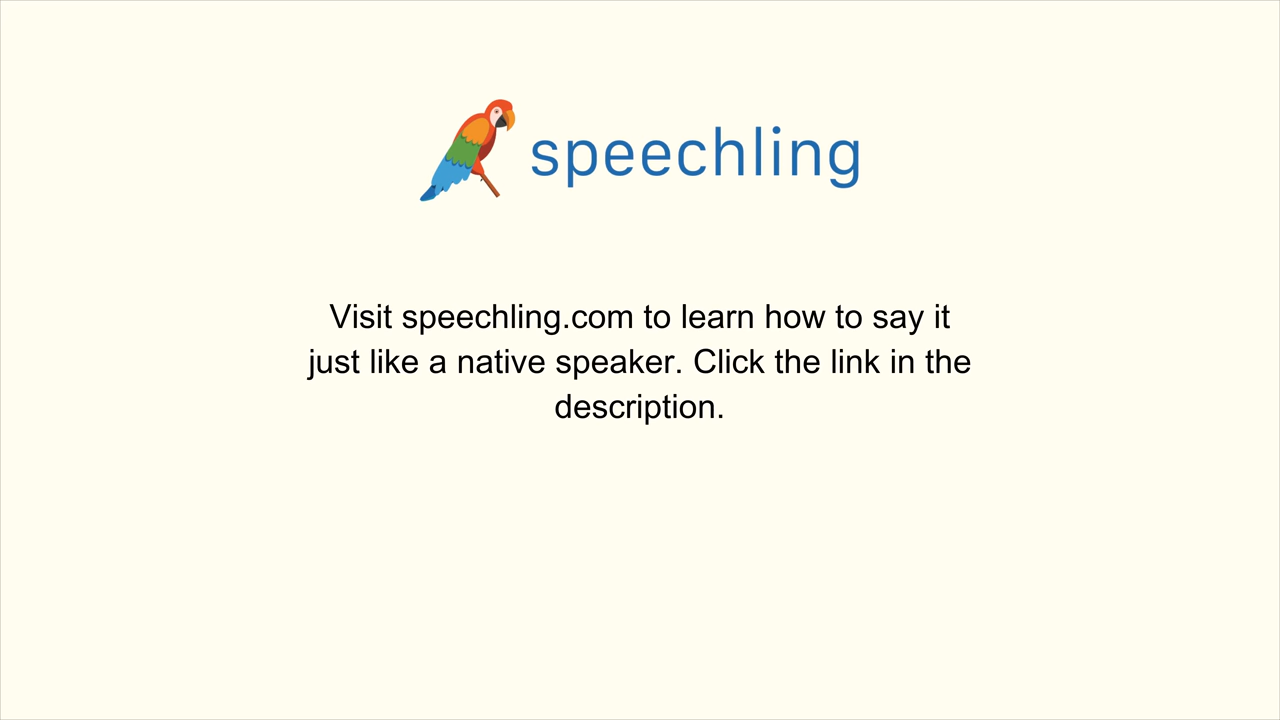 speechling
Visit speechling.com to learn how to say it
just like a native speaker. Click the link in the
description.